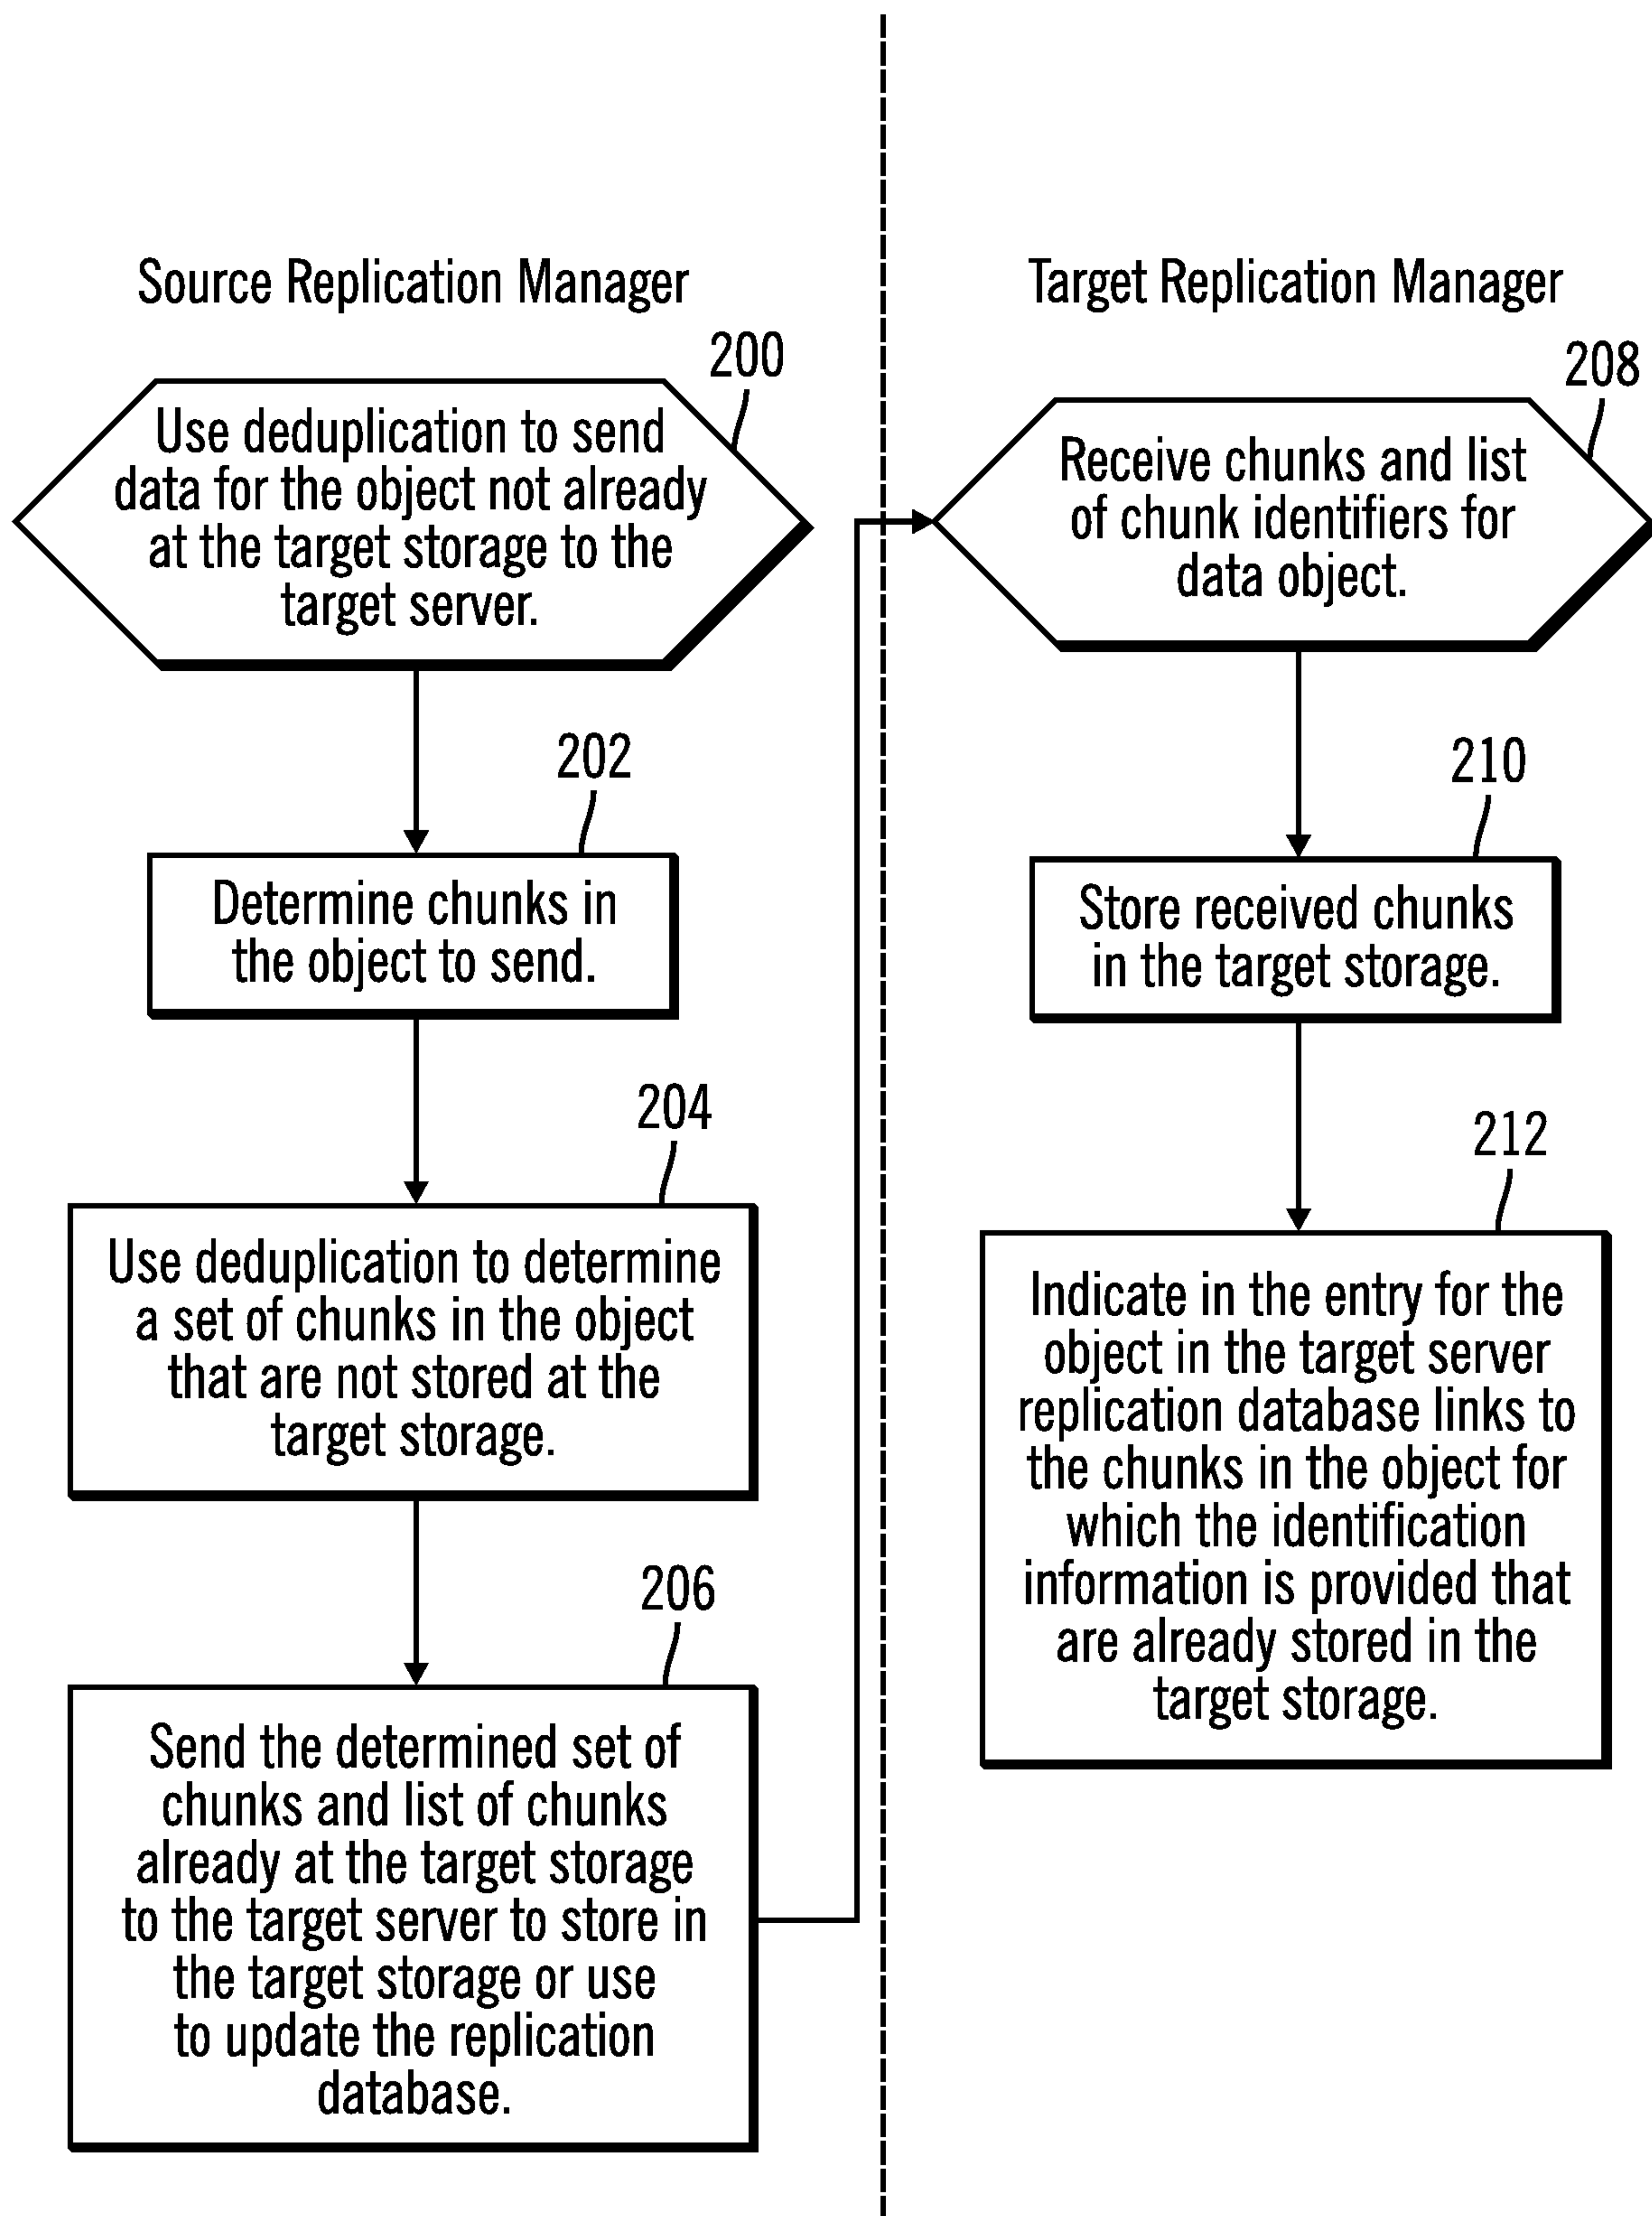 Source Replication Manager
200
Use deduplication to send
data for the object not already
at the target storage to the
target server.
202
Determine chunks in
the object to send.
204
Use deduplication to determine
a set of chunks in the object
that are not stored at the
target storage.
206
Send the determined set of
chunks and list of chunks
already at the target storage
to the target server to store in
the target storage or use
to update the replication
database.
Target Replication Manager
208
Receive chunks and list
of chunk identifiers for
data object.
210
Store received chunks
in the target storage.
212
Indicate in the entry for the
object in the target server
replication database links to
the chunks in the object for
which the identification
information is provided that
are already stored in the
target storage.